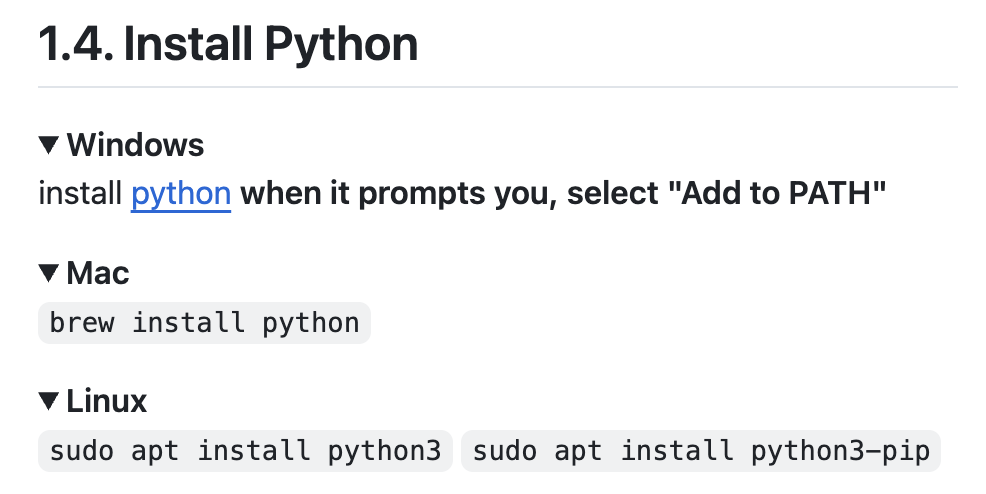 1.4. Install Python
Windows
install python when it prompts you, select "Add to PATH"
Mac
brew install python
Linux
sudo apt install python3 sudo apt install python3-pip